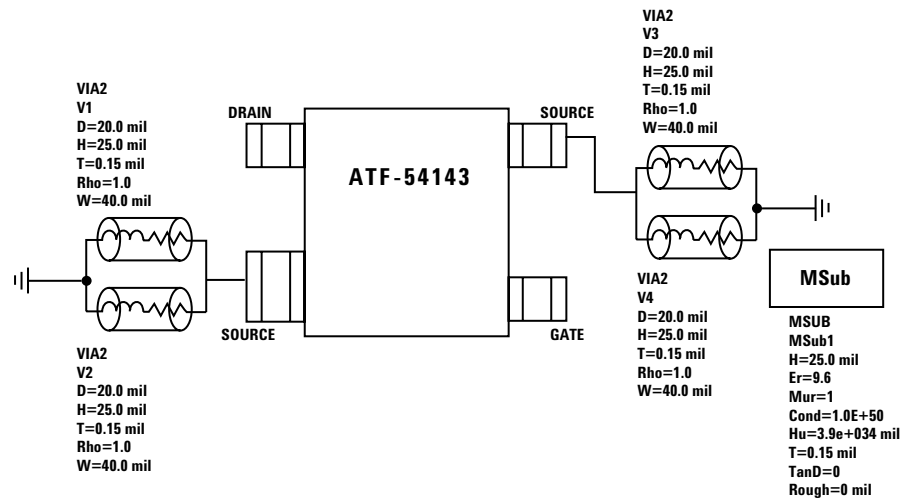 VIA2
V1
D=20.0 mil
H=25.0 mil
T=0.15 mil
Rho=1.0
W=40.0 mil
VIA2
V2
D=20.0 mil
H=25.0 mil
T=0.15 mil
Rho=1.0
W=40.0 mil
DRAIN
SOURCE
ATF-54143
SOURCE
GATE
VIA2
V3
D=20.0 mil
H=25.0 mil
T=0.15 mil
Rho=1.0
W=40.0 mil
VIA2
V4
D=20.0 mil
H=25.0 mil
T=0.15 mil
Rho=1.0
W=40.0 mil
MSub
MSUB
MSub1
H=25.0 mil
Er=9.6
Mur=1
Cond=1.0E+50
Hu=3.9e+034 mil
T=0.15 mil
TanD=0
Rough=0 mil